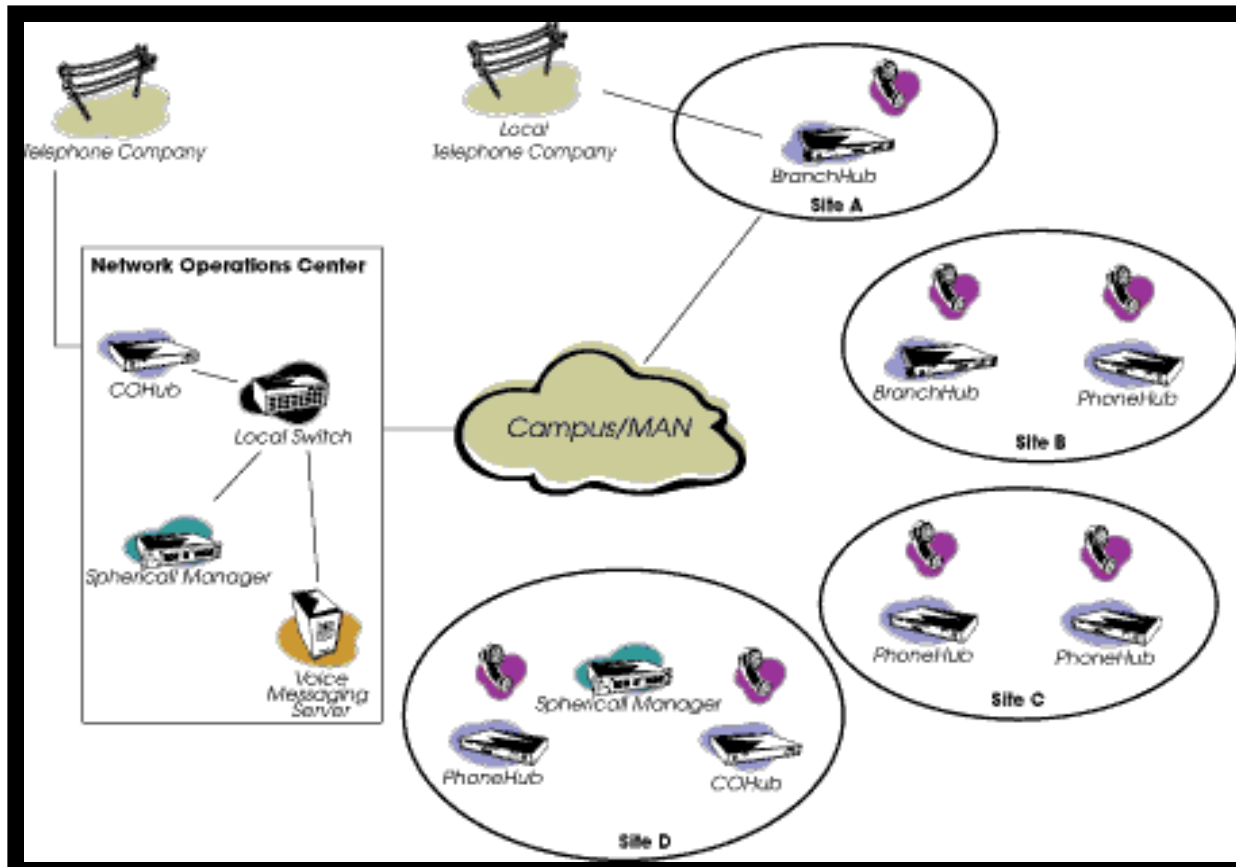 Telephone Company
Local
Telephone Company
BranchHub
Site A
Network Operations Center
COHub
Local Switch
Sphericall Manager
Voice
Messaging
Server
Campus/MAN
BranchHub
PhoneHub
Site B
PhoneHub
PhoneHub
Site C
Sphericall Manager
PhoneHub
COHub
Site D